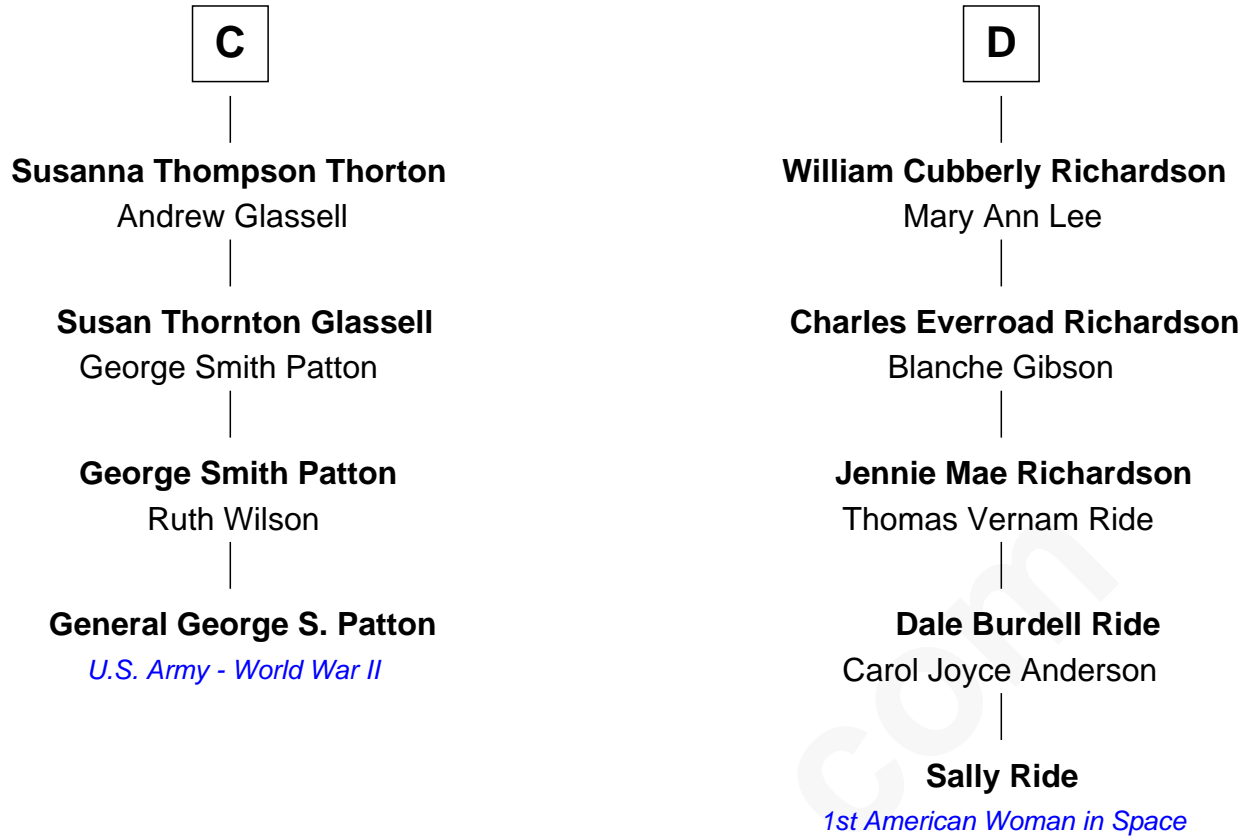 C
Susanna Thompson Thorton
Andrew Glassell
Susan Thornton Glassell
George Smith Patton
George Smith Patton
Ruth Wilson
General George S. Patton
U.S. Army - World War II
D
William Cubberly Richardson
Mary Ann Lee
Charles Everroad Richardson
Blanche Gibson
Jennie Mae Richardson
Thomas Vernam Ride
Dale Burdell Ride
Carol Joyce Anderson
Sally Ride
1st American Woman in Space
com